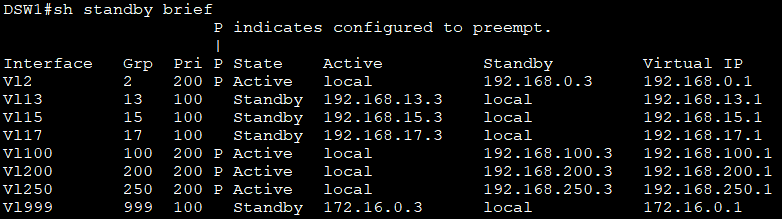 DSW1#sh standby brief
                     P indicates configured to preempt.
                     |
Interface   Grp  Pri P State   Active          Standby         Virtual IP
Vl2         2    200 P Active  local           192.168.0.3     192.168.0.1
Vl13        13   100   Standby 192.168.13.3    local           192.168.13.1
Vl15        15   100   Standby 192.168.15.3    local           192.168.15.1
Vl17        17   100   Standby 192.168.17.3    local           192.168.17.1
Vl100       100  200 P Active  local           192.168.100.3   192.168.100.1
Vl200       200  200 P Active  local           192.168.200.3   192.168.200.1
Vl250       250  200 P Active  local           192.168.250.3   192.168.250.1
Vl999       999  100   Standby 172.16.0.3      local           172.16.0.1